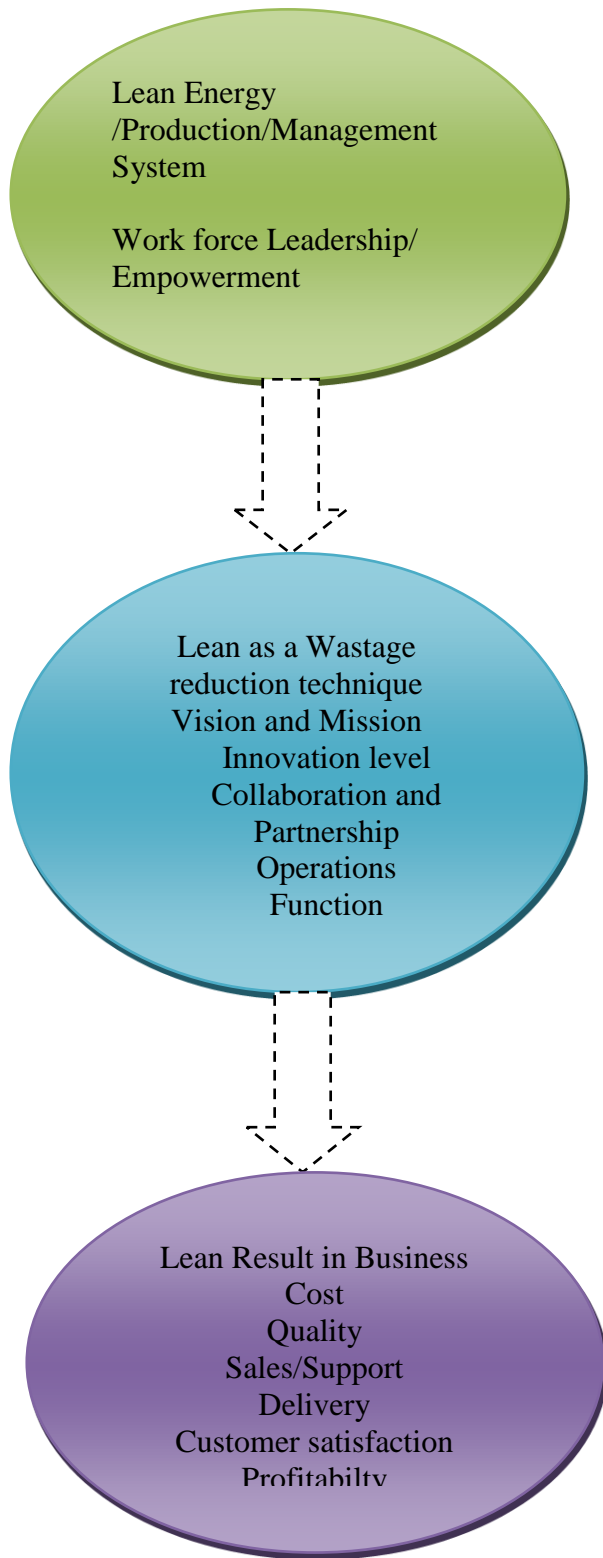 Lean Energy
/Production/Management
System
Work force Leadership/
Empowerment
Lean as a Wastage
reduction technique
Vision and Mission
Innovation level
Collaboration and
Partnership
Operations
Function
Lean Result in Business
Cost
Quality
Sales/Support
Delivery
Customer satisfaction
Profitabilty